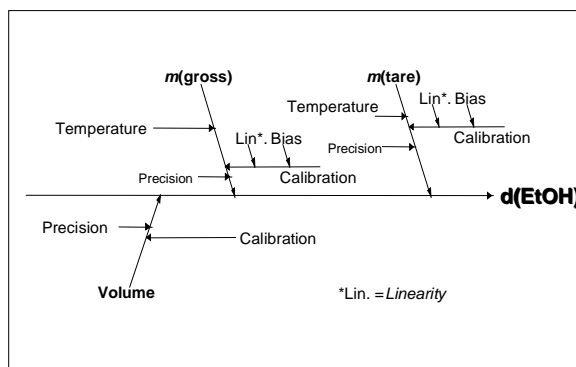 m(gross)
m(tare)
Temperature
Lin*. Bias
Precision
Calibration
Temperature
Lin*. Bias
Calibration
Precision
d(EtOH)
Precision
Calibration
Volume
*Lin. =Linearity